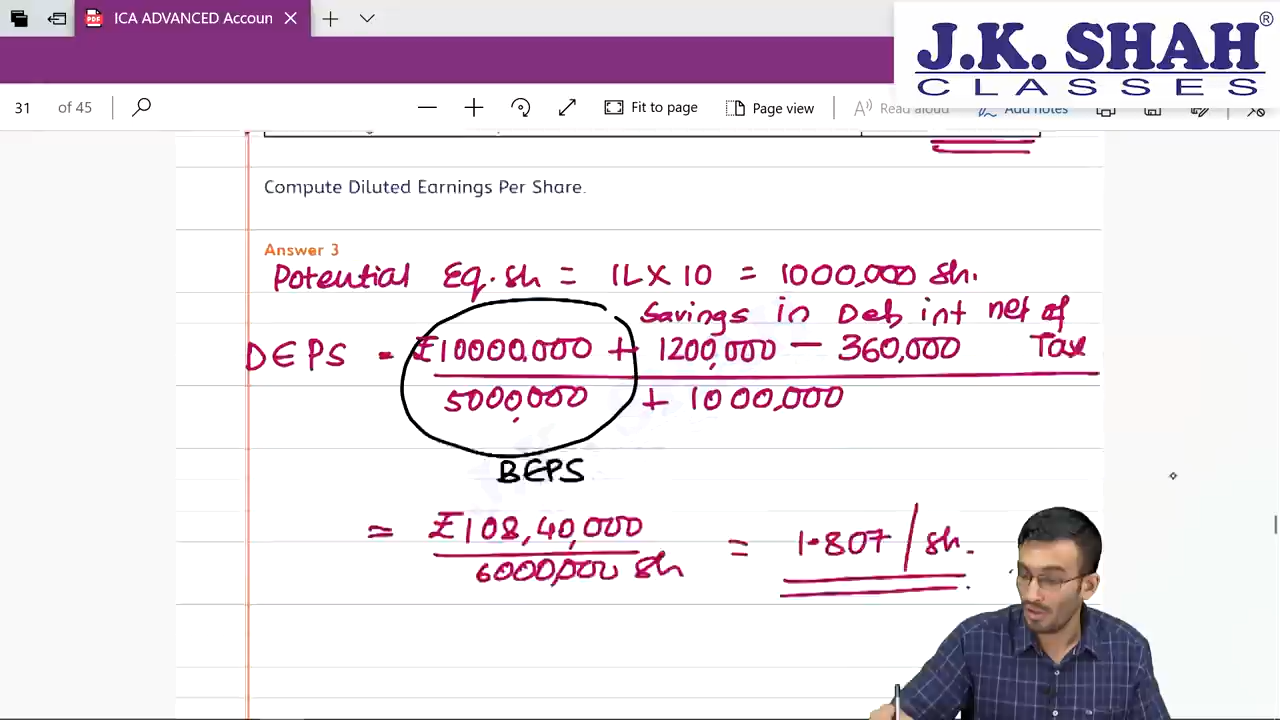 ICA ADVANCED Accoun
J.K. SHAH®
CLASSES
31 of 45
Fit to page
Page view
Read aloud
Add notes
Compute Diluted Earnings Per Share.
Answer 3
Potential Eq.sh = 1L X 10 = 1000,000 sh.
Savings in Deb int net of
DEPS = ₹10000,000 + 1200,000 — 360,000 Tax
5000,000 + 1000,000
BEPS
= ₹108,40,000 = 1.807/sh.
6000,000 sh